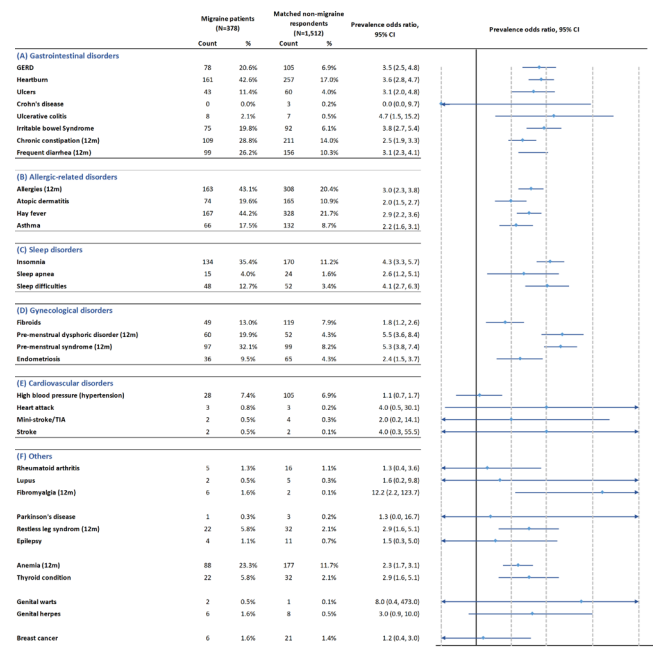 Migraine patients (N=378) Matched non-migraine respondents (N=1,512) Prevalence odds ratio, 95% CI Prevalence odds ratio, 95% CI
Count % Count %
(A) Gastrointestinal disorders
GERD 78 20.6% 105 6.9% 3.5 (2.5, 4.8)
Heartburn 161 42.6% 257 17.0% 3.6 (2.8, 4.7)
Ulcers 43 11.4% 60 4.0% 3.1 (2.0, 4.8)
Crohn's disease 0 0.0% 3 0.2% 0.0 (0.0, 9.7)
Ulcerative colitis 8 2.1% 7 0.5% 4.7 (1.5, 15.2)
Irritable bowel Syndrome 75 19.8% 92 6.1% 3.8 (2.7, 5.4)
Chronic constipation (12m) 109 28.8% 211 14.0% 2.5 (1.9, 3.3)
Frequent diarrhea (12m) 99 26.2% 156 10.3% 3.1 (2.3, 4.1)
(B) Allergic-related disorders
Allergies (12m) 163 43.1% 308 20.4% 3.0 (2.3, 3.8)
Atopic dermatitis 74 19.6% 165 10.9% 2.0 (1.5, 2.7)
Hay fever 167 44.2% 328 21.7% 2.9 (2.2, 3.6)
Asthma 66 17.5% 132 8.7% 2.2 (1.6, 3.1)
(C) Sleep disorders
Insomnia 134 35.4% 170 11.2% 4.3 (3.3, 5.7)
Sleep apnea 15 4.0% 24 1.6% 2.6 (1.2, 5.1)
Sleep difficulties 48 12.7% 52 3.4% 4.1 (2.7, 6.3)
(D) Gynecological disorders
Fibroids 49 13.0% 119 7.9% 1.8 (1.2, 2.6)
Pre-menstrual dysphoric disorder (12m) 60 19.9% 52 4.3% 5.5 (3.6, 8.4)
Pre-menstrual syndrome (12m) 97 32.1% 99 8.2% 5.3 (3.8, 7.4)
Endometriosis 36 9.5% 65 4.3% 2.4 (1.5, 3.7)
(E) Cardiovascular disorders
High blood pressure (hypertension) 28 7.4% 105 6.9% 1.1 (0.7, 1.7)
Heart attack 3 0.8% 3 0.2% 4.0 (0.5, 30.1)
Mini-stroke/TIA 2 0.5% 4 0.3% 2.0 (0.2, 14.1)
Stroke 2 0.5% 2 0.1% 4.0 (0.3, 55.5)
(F) Others
Rheumatoid arthritis 5 1.3% 16 1.1% 1.3 (0.4, 3.6)
Lupus 2 0.5% 5 0.3% 1.6 (0.2, 9.8)
Fibromyalgia (12m) 6 1.6% 2 0.1% 12.2 (2.2, 123.7)
Parkinson's disease 1 0.3% 3 0.2% 1.3 (0.0, 16.7)
Restless leg syndrom (12m) 22 5.8% 32 2.1% 2.9 (1.6, 5.1)
Epilepsy 4 1.1% 11 0.7% 1.5 (0.3, 5.0)
Anemia (12m) 88 23.3% 177 11.7% 2.3 (1.7, 3.1)
Thyroid condition 22 5.8% 32 2.1% 2.9 (1.6, 5.1)
Genital warts 2 0.5% 1 0.1% 8.0 (0.4, 473.0)
Genital herpes 6 1.6% 8 0.5% 3.0 (0.9, 10.0)
Breast cancer 6 1.6% 21 1.4% 1.2 (0.4, 3.0)